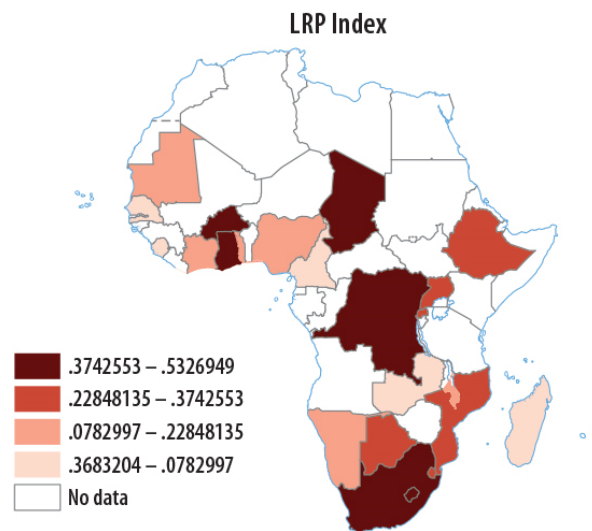 LRP Index
.3742553 – .5326949
.22848135 – .3742553
.0782997 – .22848135
.3683204 – .0782997
No data